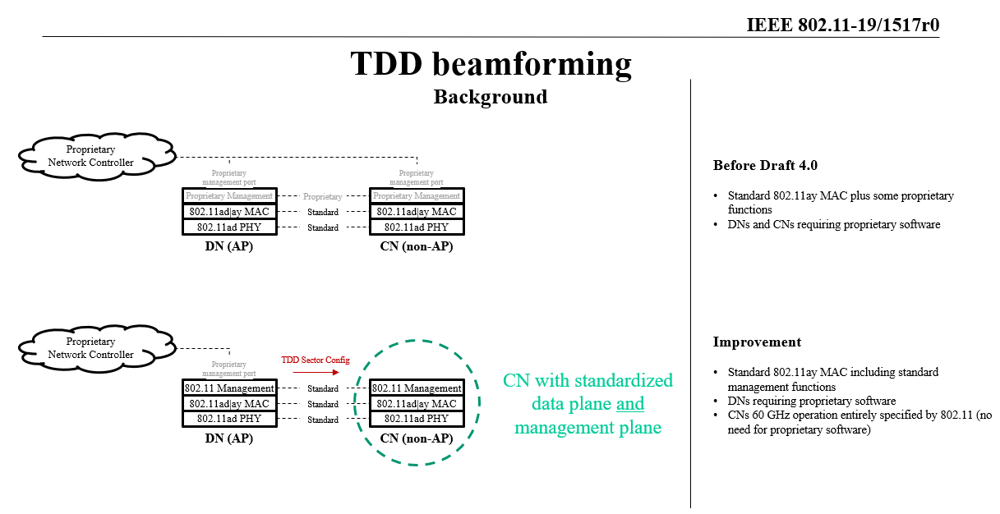 IEEE 802.11-19/1517r0
TDD beamforming
Background
Proprietary
Network Controller
Proprietary
management port
Proprietary
management port
Proprietary Management
Proprietary
Proprietary Management
802.11ad|ay MAC
Standard
802.11ad|ay MAC
802.11ad PHY
Standard
802.11ad PHY
DN (AP)
CN (non-AP)
Before Draft 4.0
• Standard 802.11ay MAC plus some proprietary
functions
• DNs and CNs requiring proprietary software
Proprietary
Network Controller
Proprietary
management port
TDD Sector Config
802.11 Management
Standard
802.11 Management
802.11ad|ay MAC
Standard
802.11ad|ay MAC
802.11ad PHY
Standard
802.11ad PHY
DN (AP)
CN (non-AP)
CN with standardized
data plane and
management plane
Improvement
• Standard 802.11ay MAC including standard
management functions
• DNs requiring proprietary software
• CNs 60 GHz operation entirely specified by 802.11 (no
need for proprietary software)